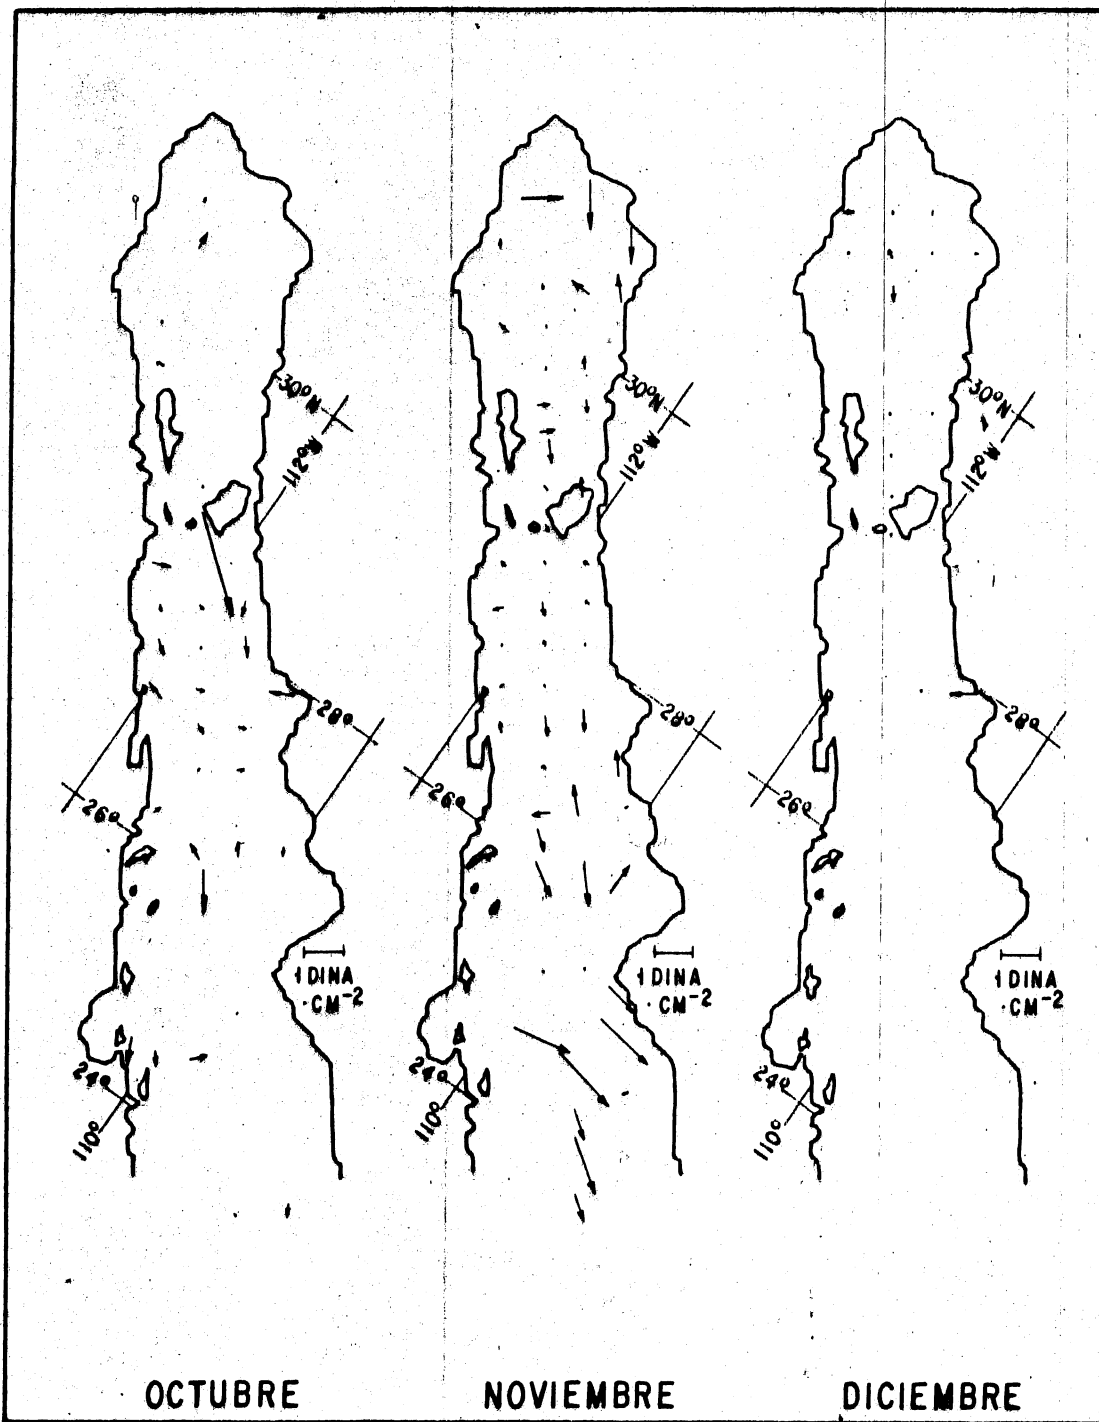 30°N
112°W
28°
26°
1 DINA
·CM⁻²
24°
110°
OCTUBRE
30°N
112°W
28°
26°
1 DINA
·CM⁻²
24°
110°
NOVIEMBRE
30°N
112°W
28°
26°
1 DINA
·CM⁻²
24°
110°
DICIEMBRE